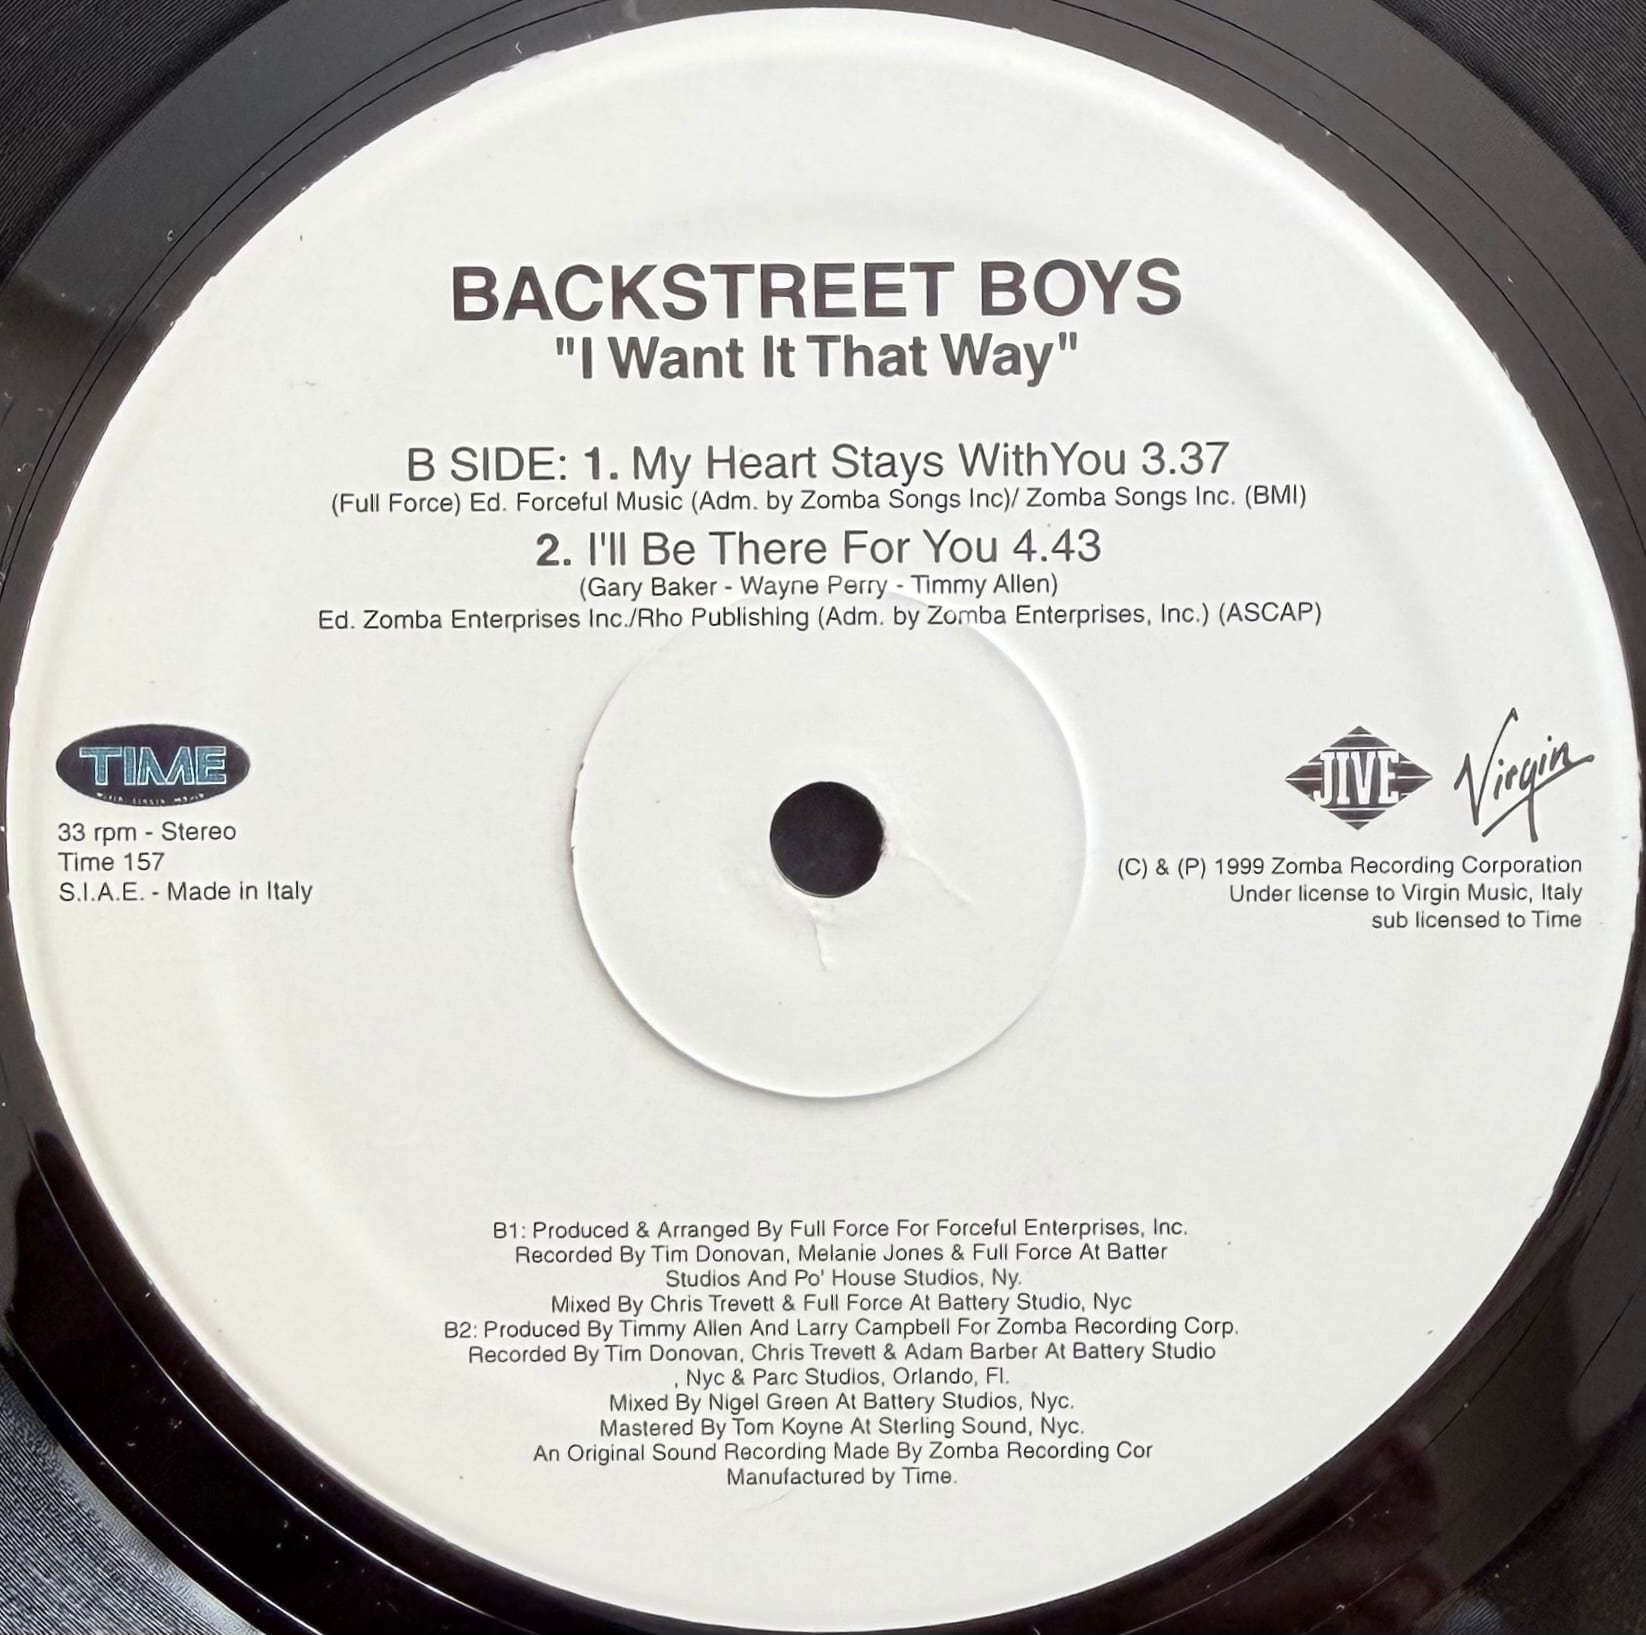 BACKSTREET BOYS
"I Want It That Way"
B SIDE: 1. My Heart Stays WithYou 3.37
(Full Force) Ed. Forceful Music (Adm. by Zomba Songs Inc)/ Zomba Songs Inc. (BMI)
2. I'll Be There For You 4.43
(Gary Baker - Wayne Perry - Timmy Allen)
Ed. Zomba Enterprises Inc./Rho Publishing (Adm. by Zomba Enterprises, Inc.) (ASCAP)
TIME
33 rpm - Stereo
Time 157
S.I.A.E. - Made in Italy
JIVE Virgin
(C) & (P) 1999 Zomba Recording Corporation
Under license to Virgin Music, Italy
sub licensed to Time
B1: Produced & Arranged By Full Force For Forceful Enterprises, Inc.
Recorded By Tim Donovan, Melanie Jones & Full Force At Batter
Studios And Po' House Studios, Ny.
Mixed By Chris Trevett & Full Force At Battery Studio, Nyc
B2: Produced By Timmy Allen And Larry Campbell For Zomba Recording Corp.
Recorded By Tim Donovan, Chris Trevett & Adam Barber At Battery Studio
, Nyc & Parc Studios, Orlando, Fl.
Mixed By Nigel Green At Battery Studios, Nyc.
Mastered By Tom Koyne At Sterling Sound, Nyc.
An Original Sound Recording Made By Zomba Recording Cor
Manufactured by Time.